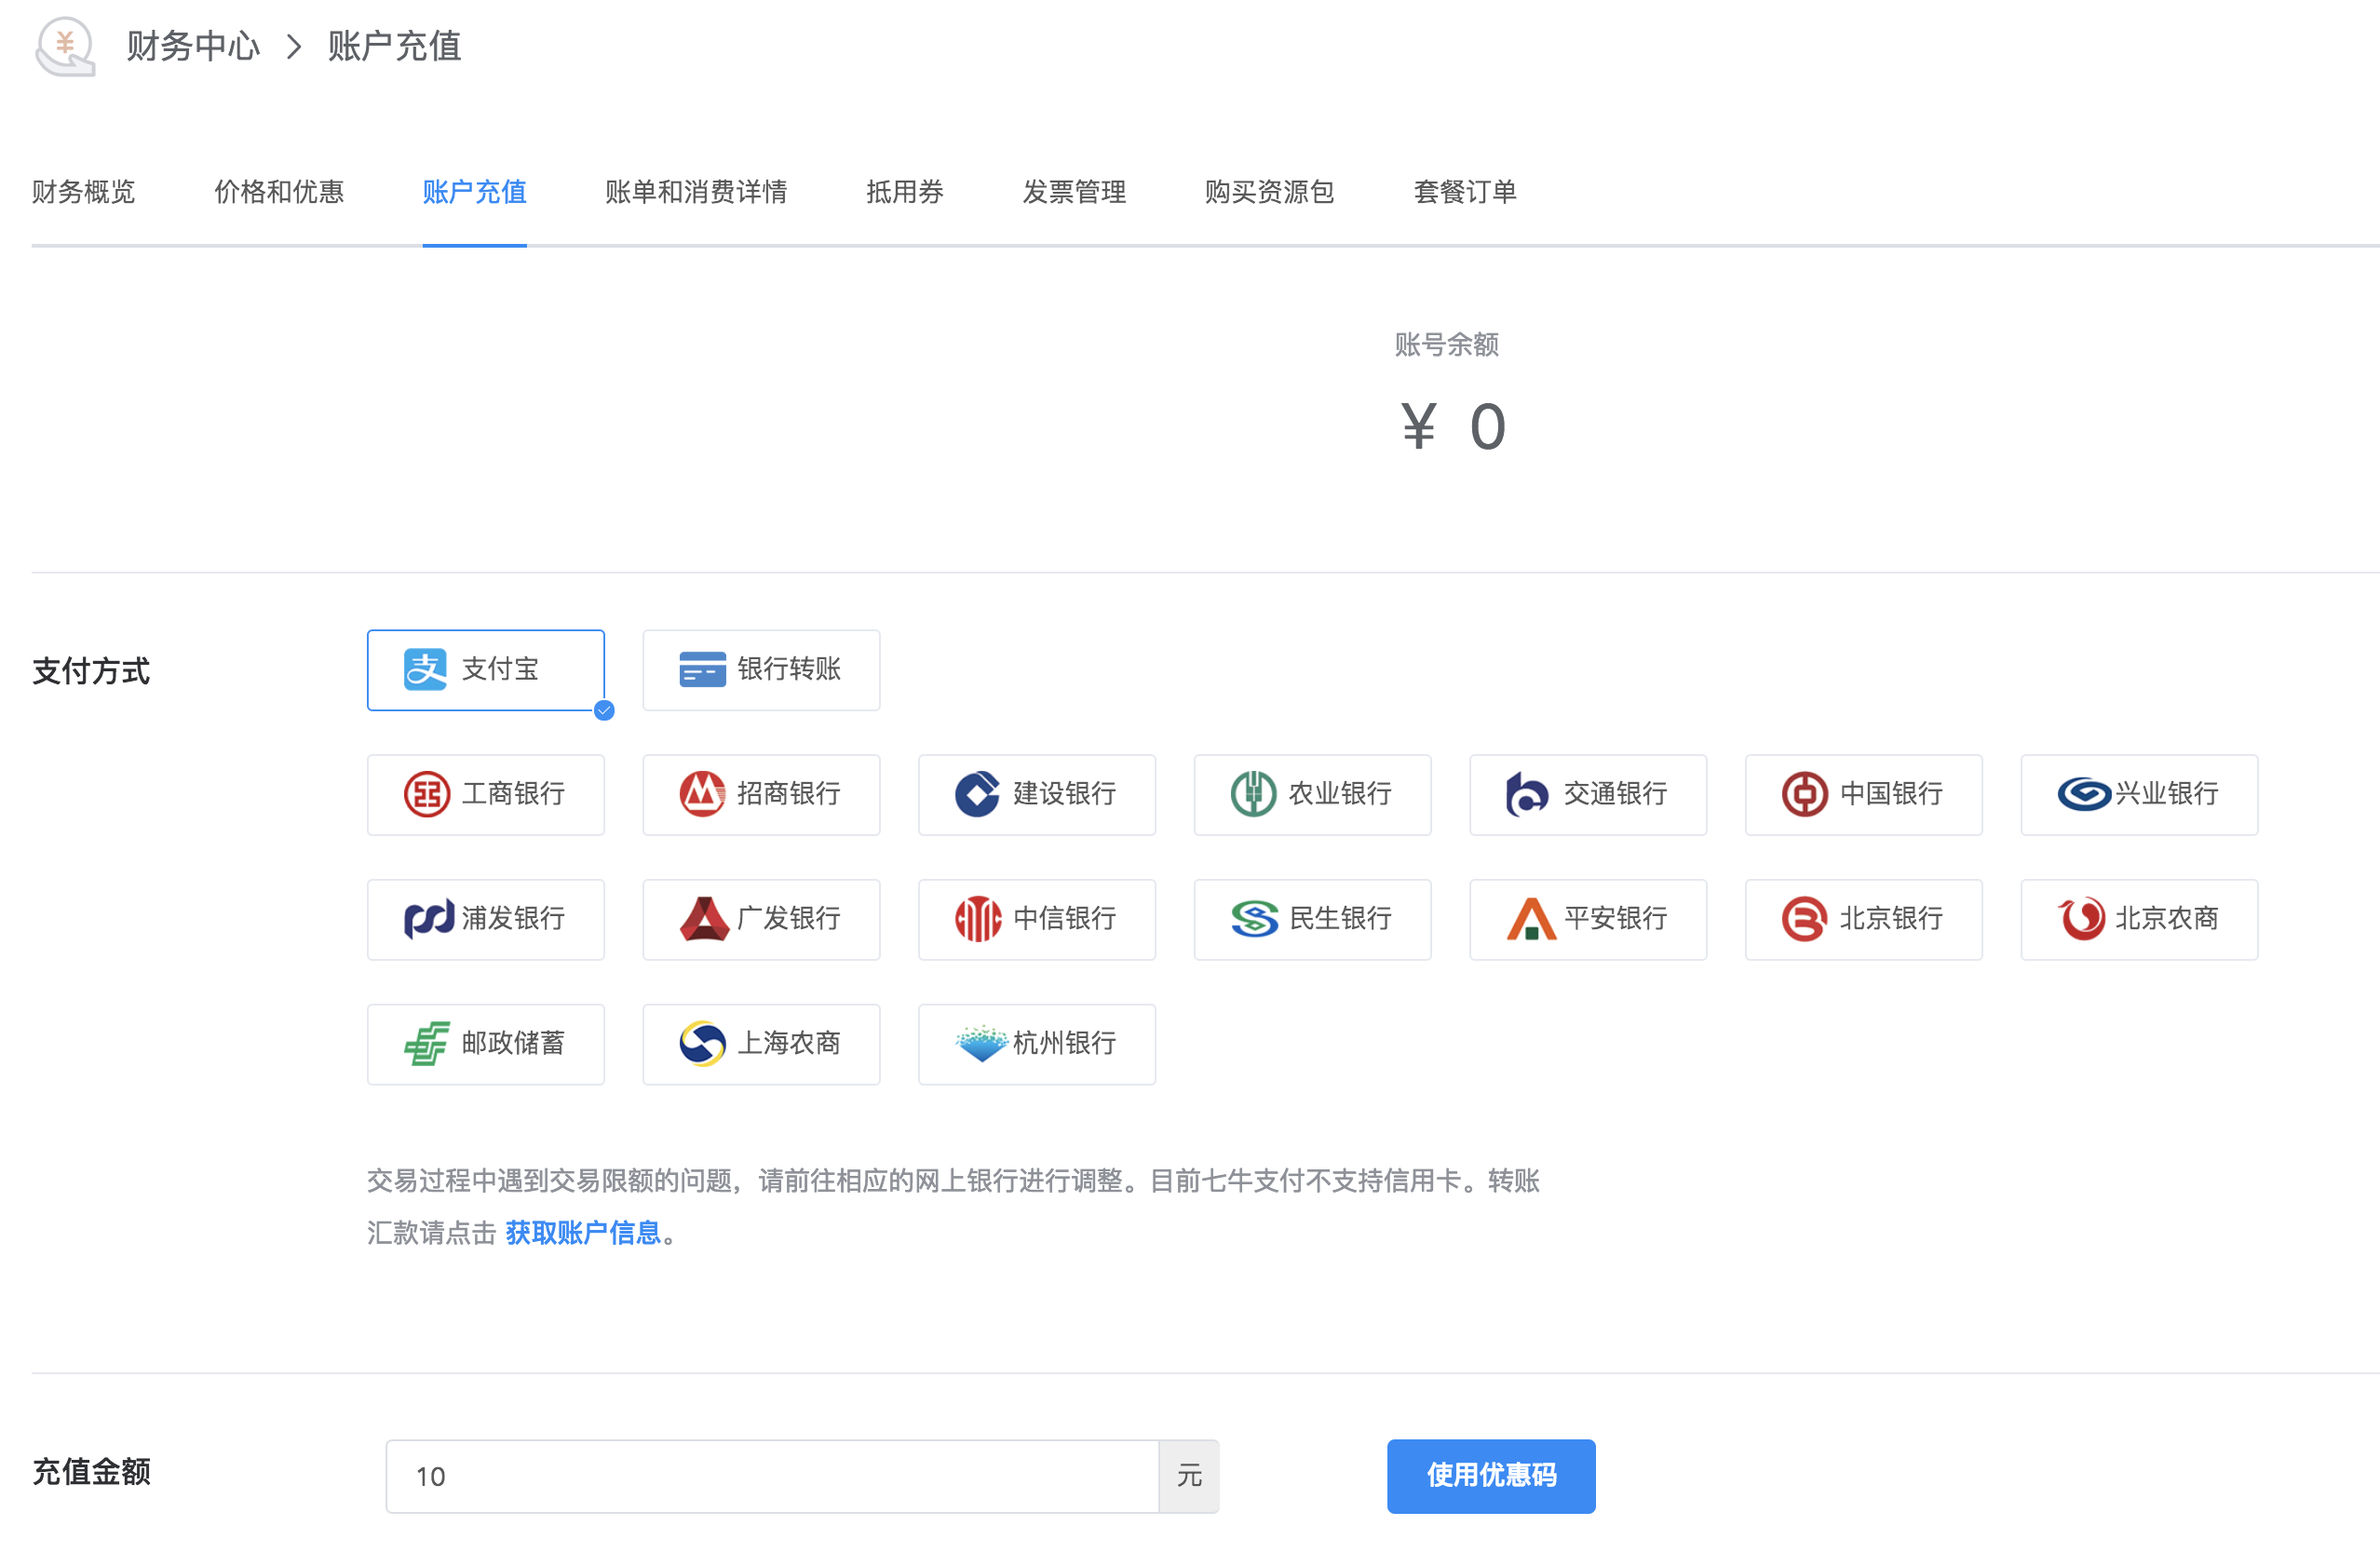 财务中心 > 账户充值
财务概览 价格和优惠 账户充值 账单和消费详情 抵用券 发票管理 购买资源包 套餐订单
账号余额
¥ 0
支付方式 支付宝 银行转账
工商银行 招商银行 建设银行 农业银行 交通银行 中国银行 兴业银行
浦发银行 广发银行 中信银行 民生银行 平安银行 北京银行 北京农商
邮政储蓄 上海农商 杭州银行
交易过程中遇到交易限额的问题，请前往相应的网上银行进行调整。目前七牛支付不支持信用卡。转账
汇款请点击 获取账户信息。
充值金额 10 元 使用优惠码